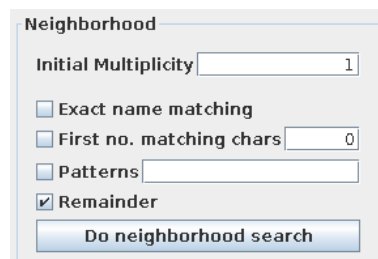 Neighborhood
Initial Multiplicity 1
Exact name matching
First no. matching chars 0
Patterns
Remainder
Do neighborhood search